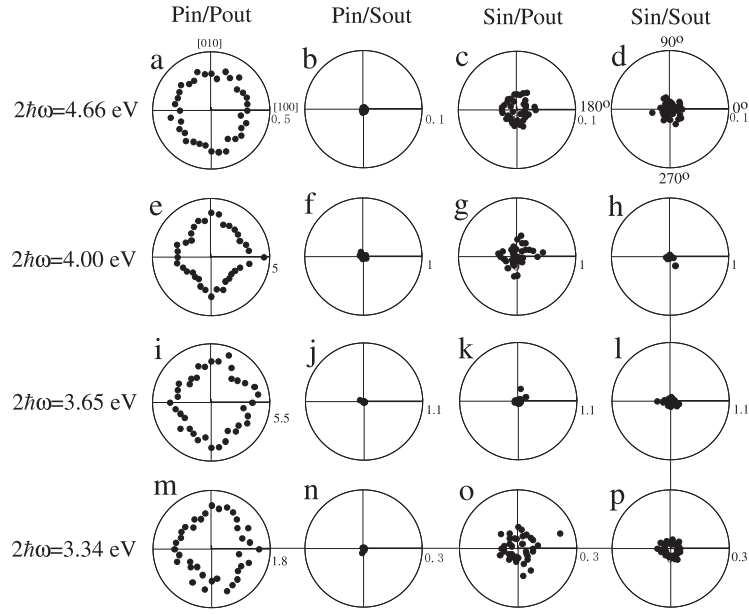 Pin/Pout Pin/Sout Sin/Pout Sin/Sout
a [010] b c d 90º
2ℏω=4.66 eV [100] 0. 5 0. 1 180º 0. 1 0º 0. 1
270º
e f g h
2ℏω=4.00 eV 5 1 1 1
i j k l
2ℏω=3.65 eV 5.5 1.1 1.1 1.1
m n o p
2ℏω=3.34 eV 1.8 0.3 0. 3 0.3